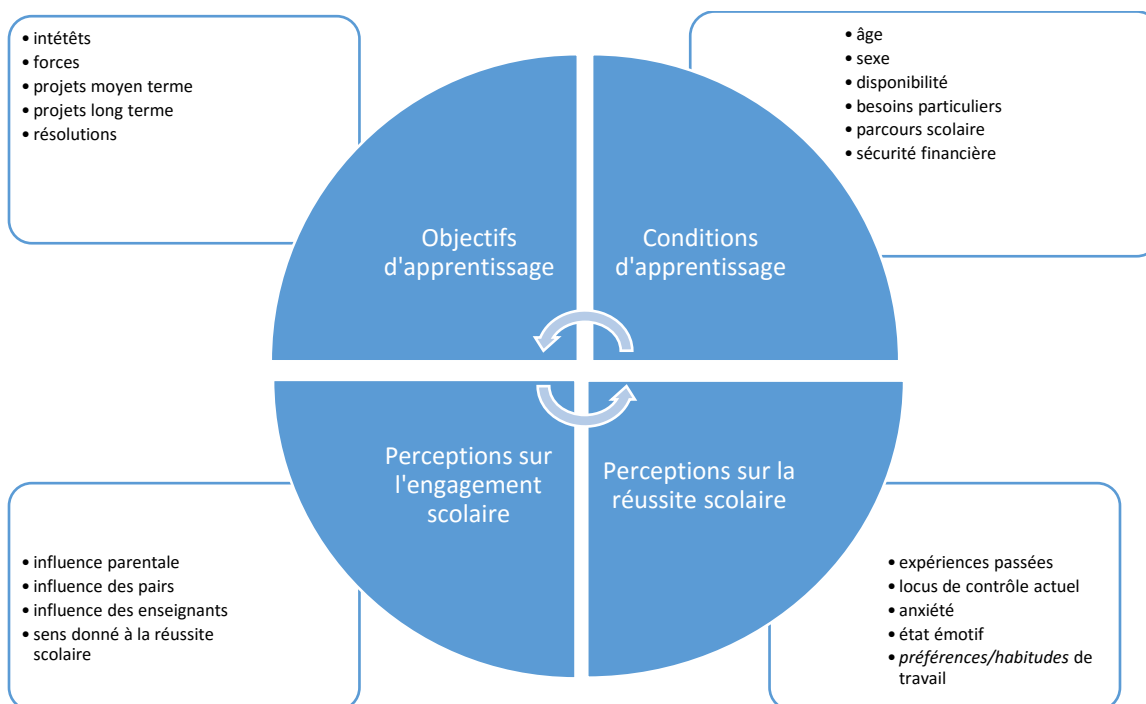 • intétêts
• forces
• projets moyen terme
• projets long terme
• résolutions
• âge
• sexe
• disponibilité
• besoins particuliers
• parcours scolaire
• sécurité financière
Objectifs
d'apprentissage
Conditions
d'apprentissage
Perceptions sur
l'engagement
scolaire
Perceptions sur la
réussite scolaire
• influence parentale
• influence des pairs
• influence des enseignants
• sens donné à la réussite
scolaire
• expériences passées
• locus de contrôle actuel
• anxiété
• état émotif
• préférences/habitudes de
travail